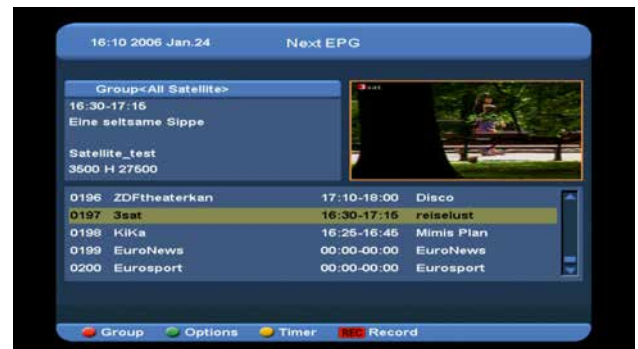 16:10 2006 Jan.24 Next EPG
Group<All Satellite>
16:30-17:15
Eine seltsame Sippe
Satellite_test
3500 H 27500
3sat
0196 ZDFtheaterkan 17:10-18:00 Disco
0197 3sat 16:30-17:15 reiselust
0198 KiKa 16:25-16:45 Mimis Plan
0199 EuroNews 00:00-00:00 EuroNews
0200 Eurosport 00:00-00:00 Eurosport
Group Options Timer REC Record